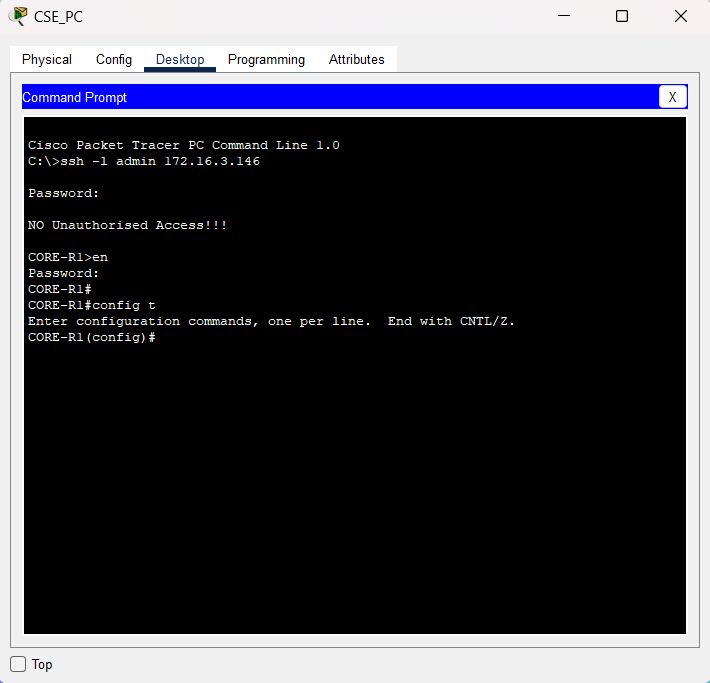 CSE_PC
Physical Config Desktop Programming Attributes
Command Prompt X
Cisco Packet Tracer PC Command Line 1.0
C:\>ssh -l admin 172.16.3.146
Password:
NO Unauthorised Access!!!
CORE-R1>en
Password:
CORE-R1#
CORE-R1#config t
Enter configuration commands, one per line.  End with CNTL/Z.
CORE-R1(config)#
Top